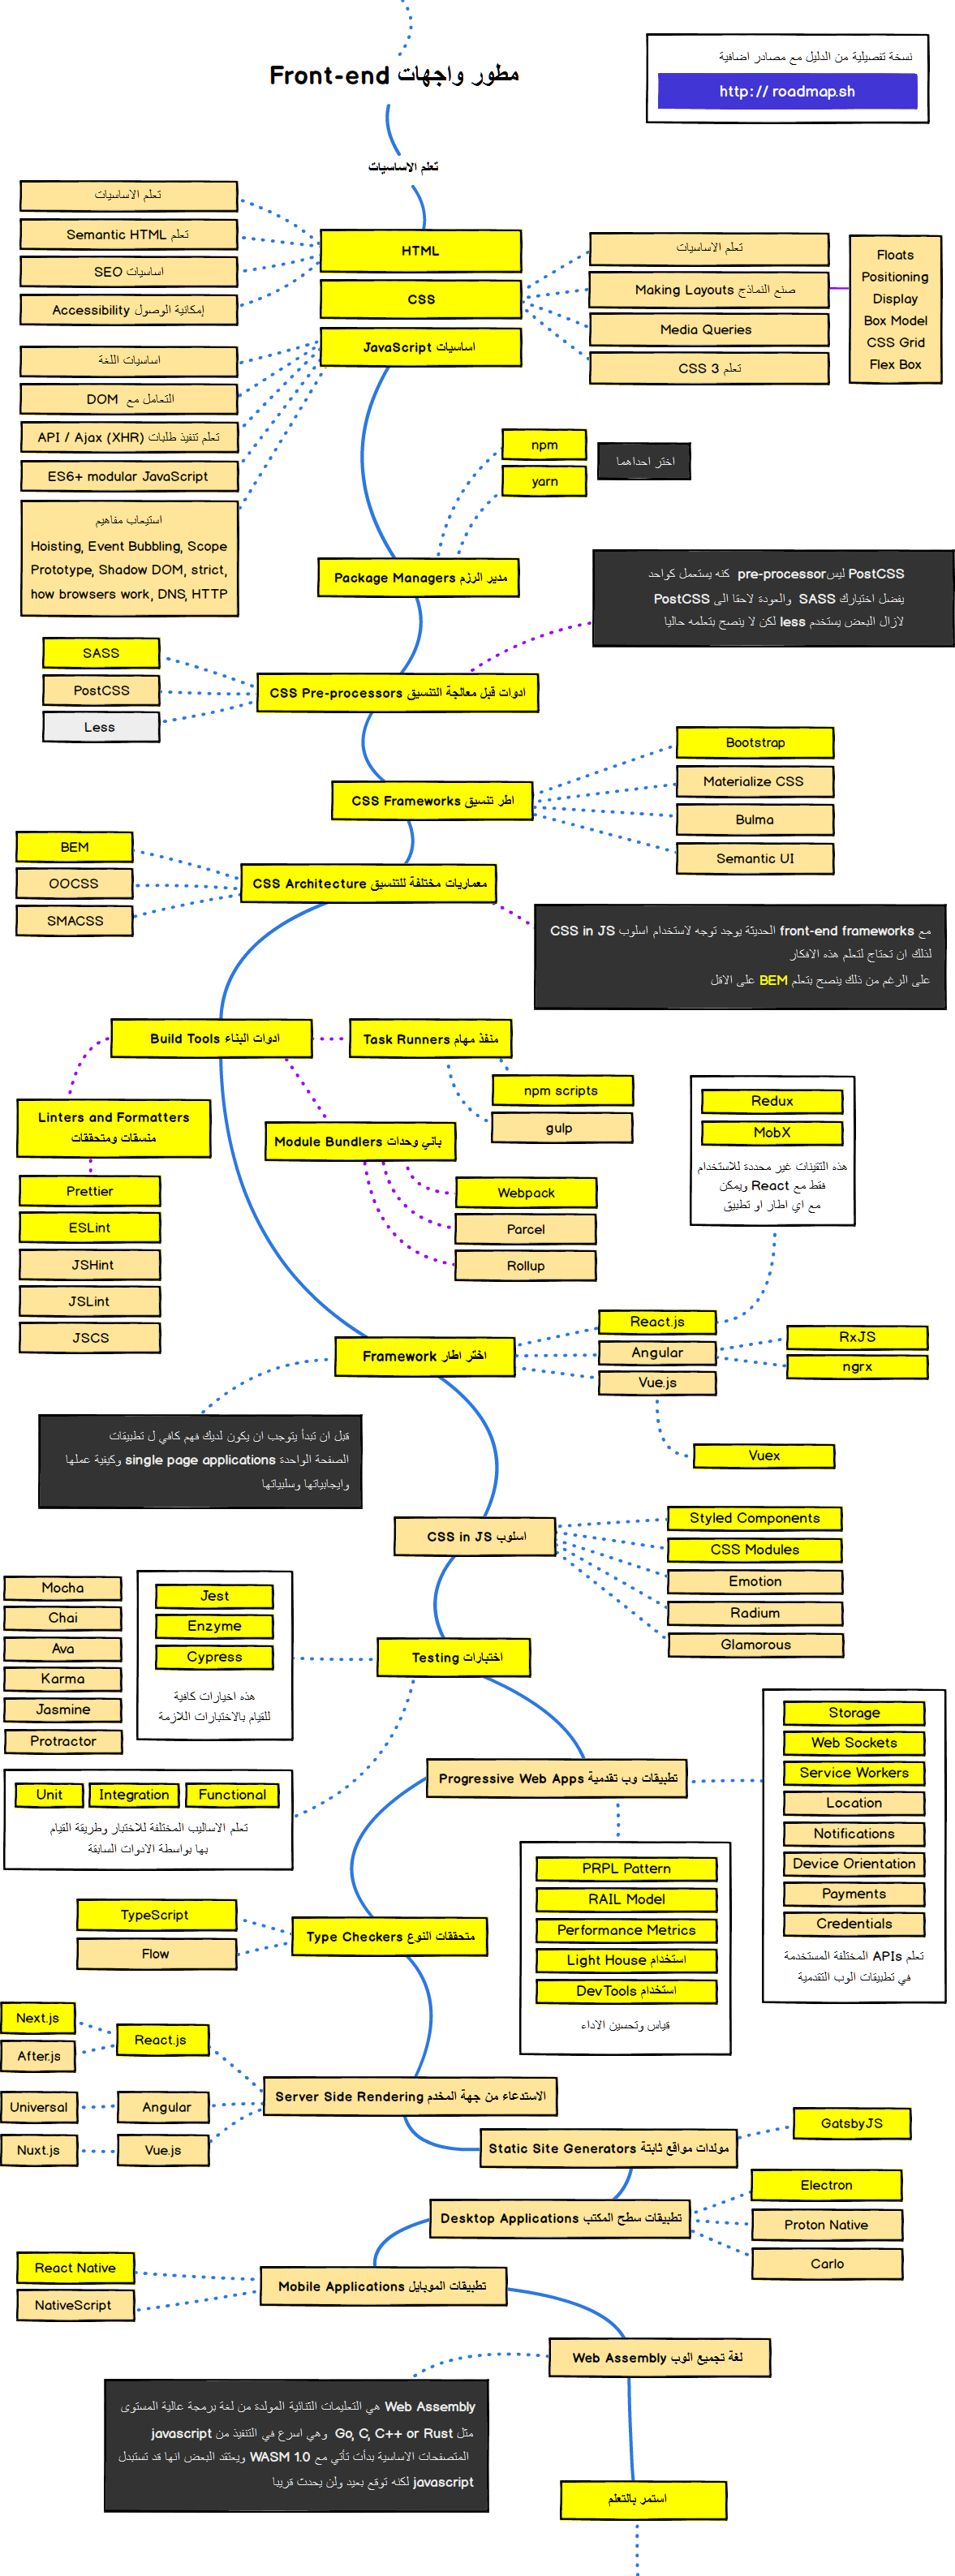 نسخة تفصيلية من الدليل مع مصادر اضافية
http:// roadmap.sh
مطور واجهات Front-end
تعلم الاساسيات
HTML
CSS
اساسيات JavaScript
تعلم الاساسيات
تعلم Semantic HTML
اساسيات SEO
إمكانية الوصول Accessibility
تعلم الاساسيات
صنع النماذج Making Layouts
Media Queries
تعلم CSS 3
Floats
Positioning
Display
Box Model
CSS Grid
Flex Box
اساسيات اللغة
التعامل مع DOM
تعلم تنفيذ طلبات API / Ajax (XHR)
ES6+ modular JavaScript
استيعاب مفاهيم
Hoisting, Event Bubbling, Scope
Prototype, Shadow DOM, strict,
how browsers work, DNS, HTTP
npm
yarn
اختر احداهما
مدير الرزم Package Managers
PostCSS ليس pre-processor كنه يستعمل كواحد
يفضل اختيارك SASS والعودة لاحقا الى PostCSS
لازال البعض يستخدم less لكن لا ينصح بتعلمه حاليا
SASS
PostCSS
Less
ادوات قبل معالجة التنسيق CSS Pre-processors
Bootstrap
Materialize CSS
Bulma
Semantic UI
اطر تنسيق CSS Frameworks
BEM
OOCSS
SMACSS
معماريات مختلفة للتنسيق CSS Architecture
مع front-end frameworks الحديثة يوجد توجه لاستخدام اسلوب CSS in JS
لذلك ان تحتاج لتعلم هذه الافكار
على الرغم من ذلك ينصح بتعلم BEM على الاقل
ادوات البناء Build Tools
منفذ مهام Task Runners
npm scripts
gulp
Linters and Formatters
منسقات ومتحققات
Prettier
ESLint
JSHint
JSLint
JSCS
باني وحدات Module Bundlers
Webpack
Parcel
Rollup
Redux
MobX
هذه التقينات غير محددة للاستخدام
فقط مع React ويمكن
مع اي اطار او تطبيق
اختر اطار Framework
React.js
Angular
Vue.js
RxJS
ngrx
Vuex
قبل ان تبدأ يتوجب ان يكون لديك فهم كافي ل تطبيقات
الصفحة الواحدة single page applications وكيفية عملها
وايجابياتها وسلبياتها
اسلوب CSS in JS
Styled Components
CSS Modules
Emotion
Radium
Glamorous
Mocha
Chai
Ava
Karma
Jasmine
Protractor
Jest
Enzyme
Cypress
هذه اخيارات كافية
للقيام بالاختبارات اللازمة
اختبارات Testing
Unit
Integration
Functional
تعلم الاساليب المختلفة للاختبار وطريقة القيام
بها بواسطة الادوات السابقة
تطبيقات وب تقدمية Progressive Web Apps
Storage
Web Sockets
Service Workers
Location
Notifications
Device Orientation
Payments
Credentials
تعلم APIs المختلفة المستخدمة
في تطبيقات الوب التقدمية
PRPL Pattern
RAIL Model
Performance Metrics
استخدام Light House
استخدام DevTools
قياس وتحسين الاداء
TypeScript
Flow
متحققات النوع Type Checkers
Next.js
After.js
React.js
Universal
Angular
Nuxt.js
Vue.js
الاستدعاء من جهة المخدم Server Side Rendering
مولدات مواقع ثابتة Static Site Generators
GatsbyJS
تطبيقات سطح المكتب Desktop Applications
Electron
Proton Native
Carlo
React Native
NativeScript
تطبيقات الموبايل Mobile Applications
لغة تجميع الوب Web Assembly
Web Assembly هي التعليمات الثنائية المولدة من لغة برمجة عالية المستوى
مثل Go, C, C++ or Rust وهي اسرع في التنفيذ من javascript
المتصفحات الاساسية بدأت تأتي مع WASM 1.0 ويعتقد البعض انها قد تستبدل
javascript لكنه توقع بعيد ولن يحدث قريبا
استمر بالتعلم